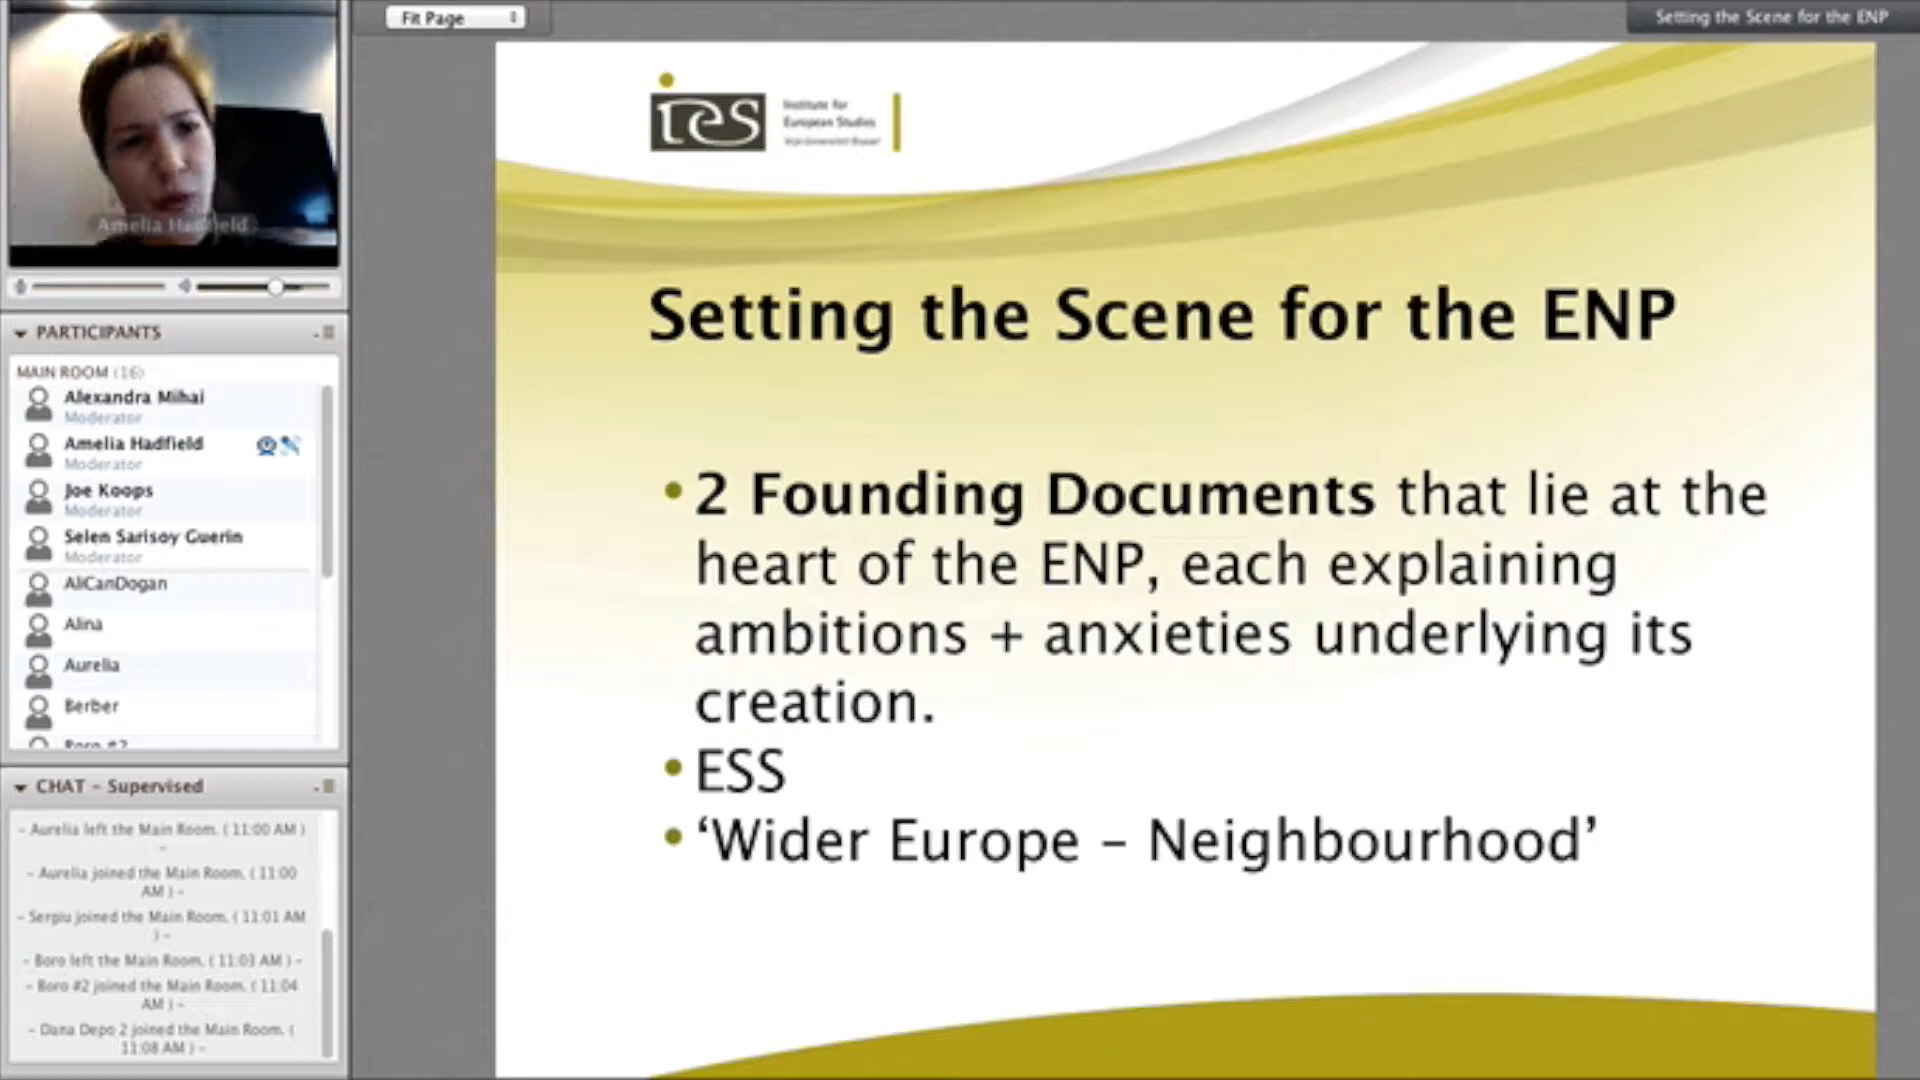 Fit Page
Setting the Scene for the ENP
Amelia Hadfield
PARTICIPANTS
MAIN ROOM (16)
Alexandra Mihai
Moderator
Amelia Hadfield
Moderator
Joe Koops
Moderator
Selen Sarisoy Guerin
Moderator
AliCanDogan
Alina
Aurelia
Berber
Boro #2
CHAT – Supervised
– Aurelia left the Main Room. ( 11:00 AM )
–
– Aurelia joined the Main Room. ( 11:00
AM ) –
– Sergiu joined the Main Room. ( 11:01 AM
) –
– Boro left the Main Room. ( 11:03 AM ) –
– Boro #2 joined the Main Room. ( 11:04
AM ) –
– Dana Depo 2 joined the Main Room. (
11:08 AM ) –
ies
Institute for
European Studies
Setting the Scene for the ENP
• 2 Founding Documents that lie at the
heart of the ENP, each explaining
ambitions + anxieties underlying its
creation.
• ESS
• ‘Wider Europe – Neighbourhood’